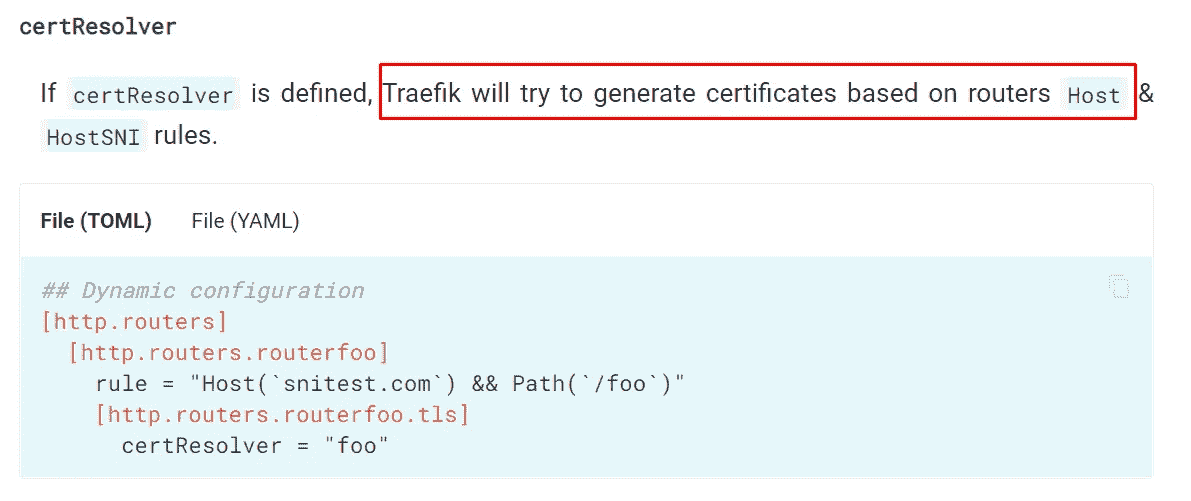 certResolver
If certResolver is defined, Traefik will try to generate certificates based on routers Host &
HostSNI rules.
File (TOML) File (YAML)
## Dynamic configuration
[http.routers]
[http.routers.routerfoo]
rule = "Host(`snitest.com`) && Path(`/foo`)"
[http.routers.routerfoo.tls]
certResolver = "foo"